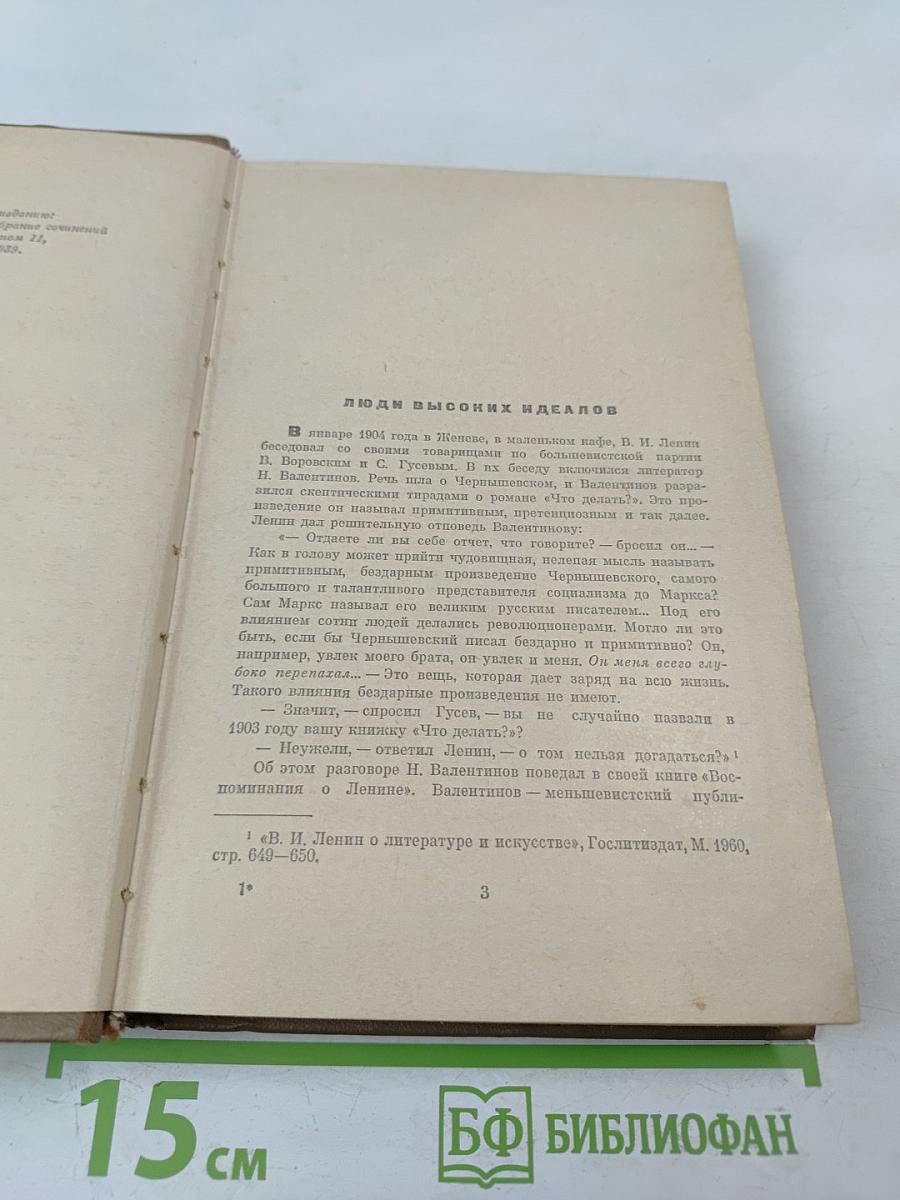 изданию:
брание сочинений
том II,
939.
ЛЮДИ ВЫСОКИХ ИДЕАЛОВ
В январе 1904 года в Женеве, в маленьком кафе, В. И. Ленин
беседовал со своими товарищами по большевистской партии
В. Воровским и С. Гусевым. В их беседу включился литератор
Н. Валентинов. Речь шла о Чернышевском, и Валентинов разра-
зился скептическими тирадами о романе «Что делать?». Это про-
изведение он называл примитивным, претенциозным и так далее.
Ленин дал решительную отповедь Валентинову:
«— Отдаете ли вы себе отчет, что говорите? — бросил он... —
Как в голову может прийти чудовищная, нелепая мысль называть
примитивным, бездарным произведение Чернышевского, самого
большого и талантливого представителя социализма до Маркса?
Сам Маркс называл его великим русским писателем... Под его
влиянием сотни людей делались революционерами. Могло ли это
быть, если бы Чернышевский писал бездарно и примитивно? Он,
например, увлек моего брата, он увлек и меня. Он меня всего глу-
боко перепахал... — Это вещь, которая дает заряд на всю жизнь.
Такого влияния бездарные произведения не имеют.
— Значит, — спросил Гусев, — вы не случайно назвали в
1903 году вашу книжку «Что делать?»?
— Неужели, — ответил Ленин, — о том нельзя догадаться?» ¹
Об этом разговоре Н. Валентинов поведал в своей книге «Вос-
поминания о Ленине». Валентинов — меньшевистский публи-
¹ «В. И. Ленин о литературе и искусстве», Гослитиздат, М. 1960,
стр. 649—650.
1*
3
15 см
БФ БИБЛИОФАН